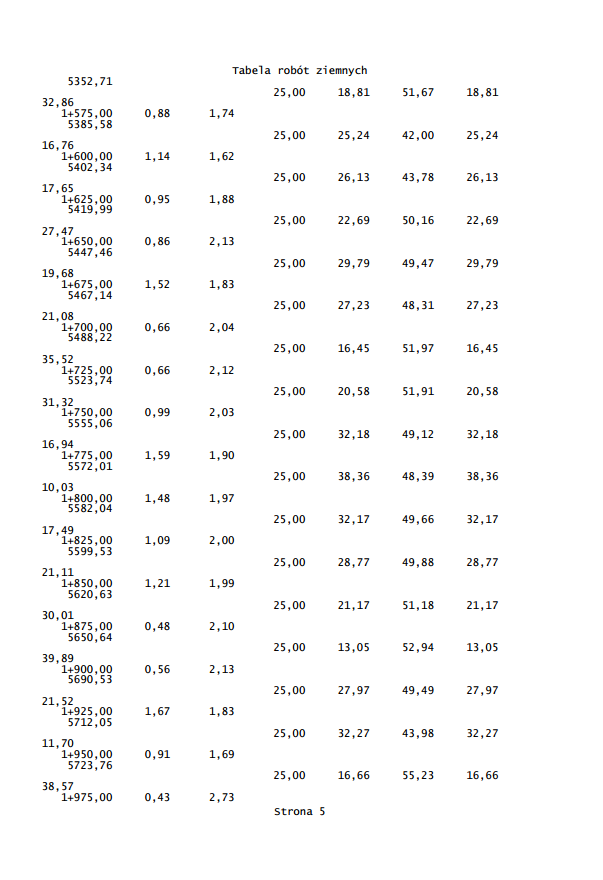 Tabela robót ziemnych
5352,71
25,00 18,81 51,67 18,81
32,86
1+575,00 0,88 1,74
5385,58
25,00 25,24 42,00 25,24
16,76
1+600,00 1,14 1,62
5402,34
25,00 26,13 43,78 26,13
17,65
1+625,00 0,95 1,88
5419,99
25,00 22,69 50,16 22,69
27,47
1+650,00 0,86 2,13
5447,46
25,00 29,79 49,47 29,79
19,68
1+675,00 1,52 1,83
5467,14
25,00 27,23 48,31 27,23
21,08
1+700,00 0,66 2,04
5488,22
25,00 16,45 51,97 16,45
35,52
1+725,00 0,66 2,12
5523,74
25,00 20,58 51,91 20,58
31,32
1+750,00 0,99 2,03
5555,06
25,00 32,18 49,12 32,18
16,94
1+775,00 1,59 1,90
5572,01
25,00 38,36 48,39 38,36
10,03
1+800,00 1,48 1,97
5582,04
25,00 32,17 49,66 32,17
17,49
1+825,00 1,09 2,00
5599,53
25,00 28,77 49,88 28,77
21,11
1+850,00 1,21 1,99
5620,63
25,00 21,17 51,18 21,17
30,01
1+875,00 0,48 2,10
5650,64
25,00 13,05 52,94 13,05
39,89
1+900,00 0,56 2,13
5690,53
25,00 27,97 49,49 27,97
21,52
1+925,00 1,67 1,83
5712,05
25,00 32,27 43,98 32,27
11,70
1+950,00 0,91 1,69
5723,76
25,00 16,66 55,23 16,66
38,57
1+975,00 0,43 2,73
Strona 5